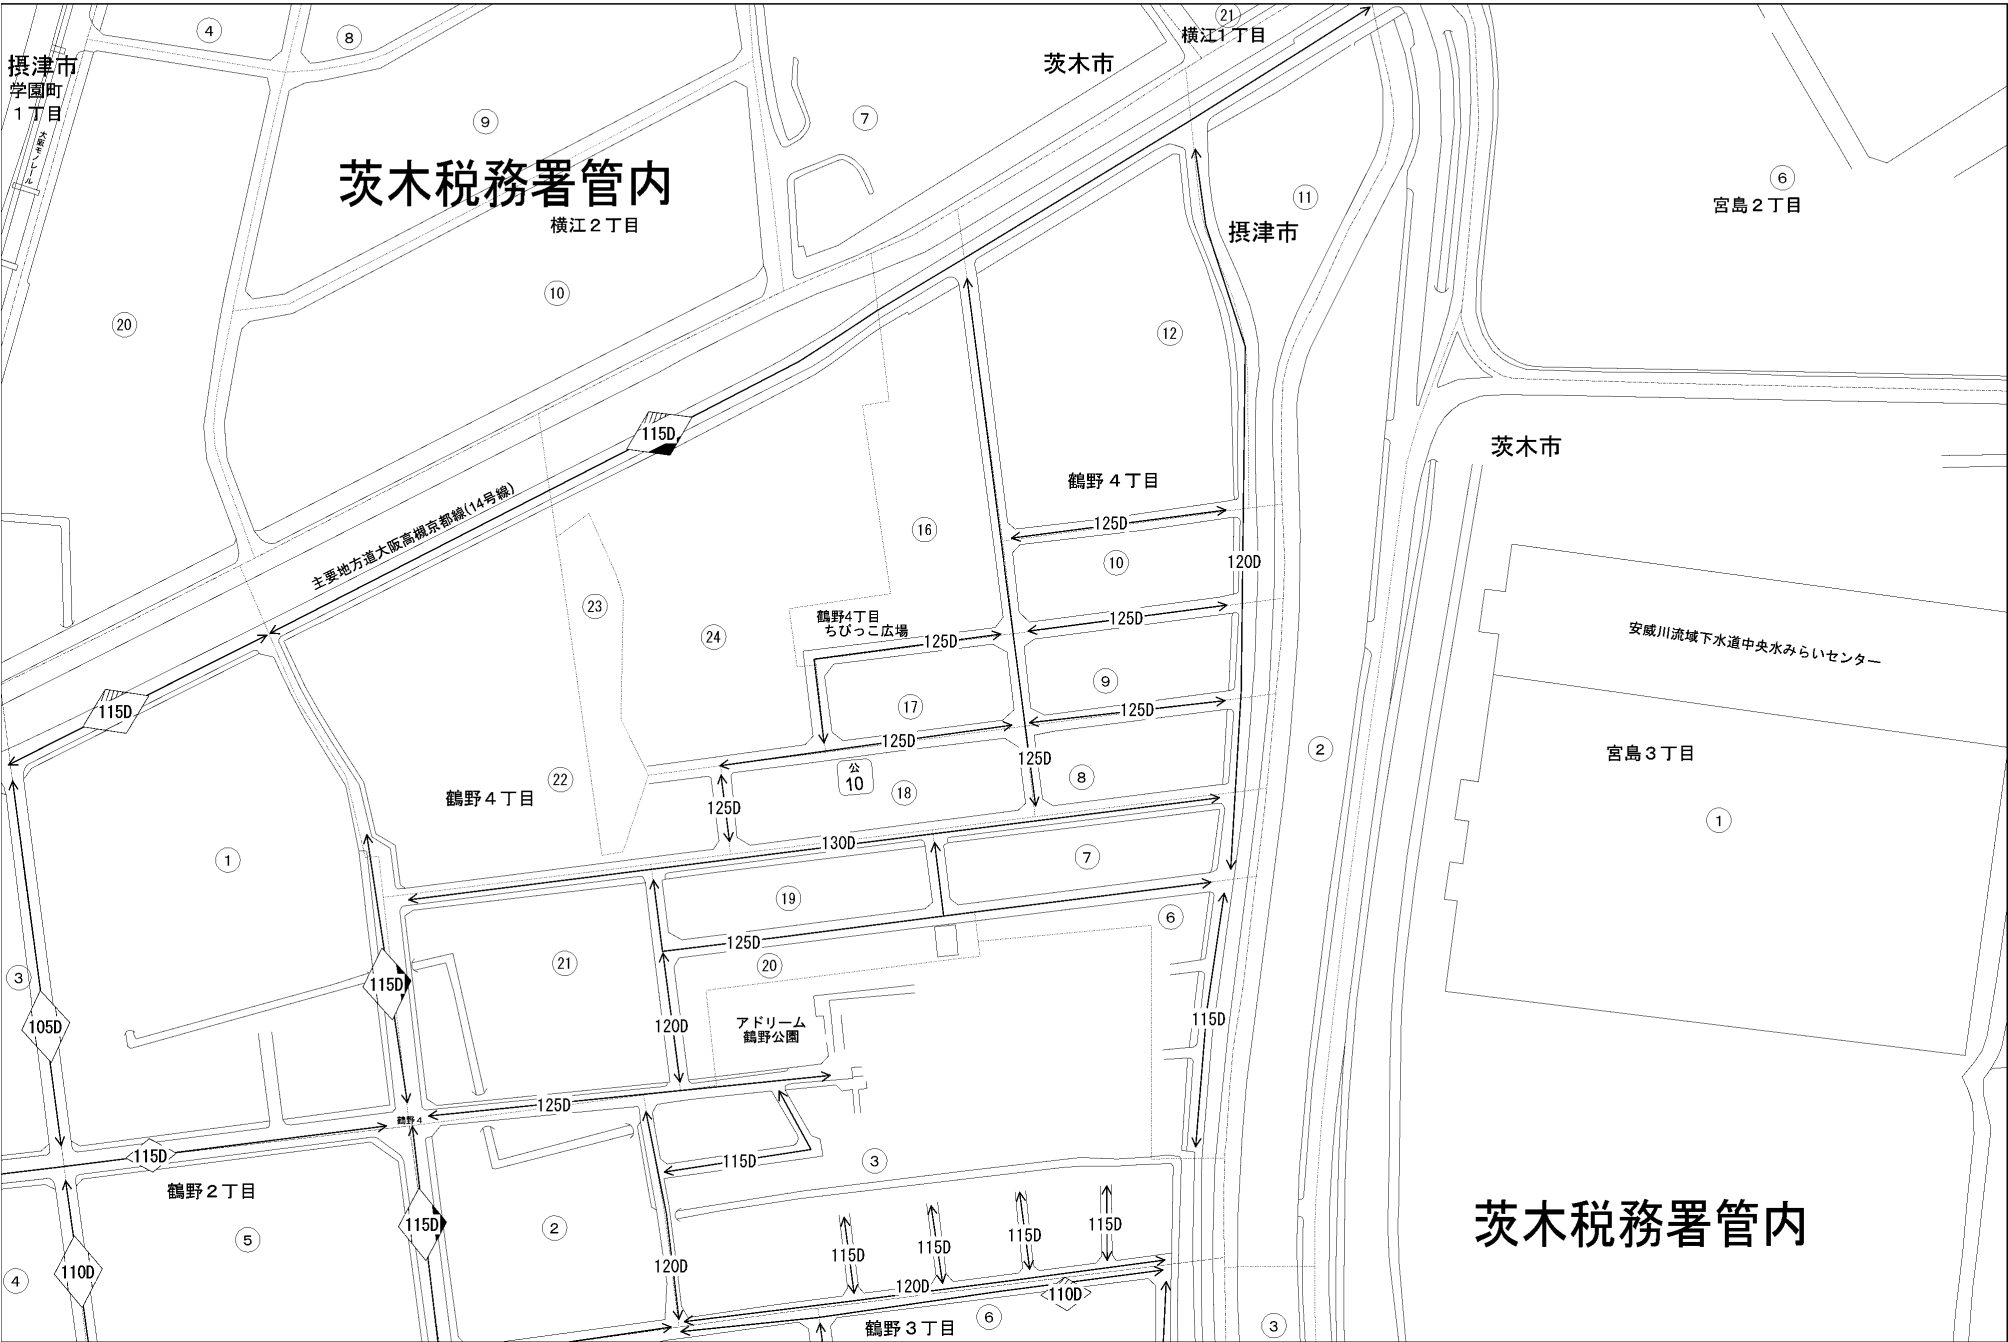 21
横江1丁目
4
8
茨木市
摂津市
学園町
1丁目
大阪モノレール
9
7
茨木税務署管内
横江2丁目
6
宮島2丁目
11
摂津市
10
20
12
115D
茨木市
主要地方道大阪高槻京都線(14号線)
鶴野4丁目
16
125D
10
120D
23
24
鶴野4丁目
ちびっこ広場
125D
125D
安威川流域下水道中央水みらいセンター
9
17
125D
115D
125D
2
宮島3丁目
125D
公
10
8
22
鶴野4丁目
18
125D
1
130D
1
7
19
6
125D
20
21
3
115D
105D
120D
アドリーム
鶴野公園
115D
125D
鶴野4
115D
115D
3
鶴野2丁目
茨木税務署管内
5
2
115D
115D
115D
115D
115D
4
110D
120D
120D
110D
6
鶴野3丁目
3